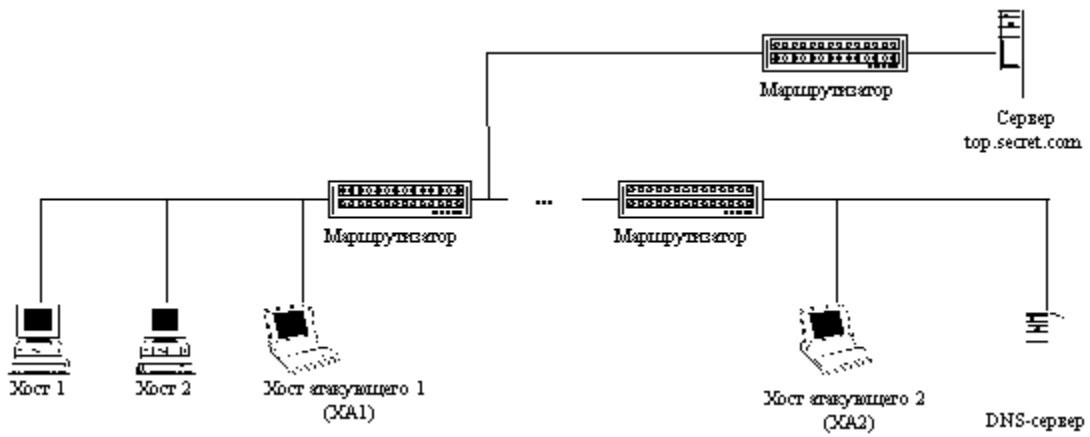 Маршрутизатор
Сервер
top.secret.com
Маршрутизатор
...
Маршрутизатор
Хост 1
Хост 2
Хост атакующего 1
(ХА1)
Хост атакующего 2
(ХА2)
DNS-сервер